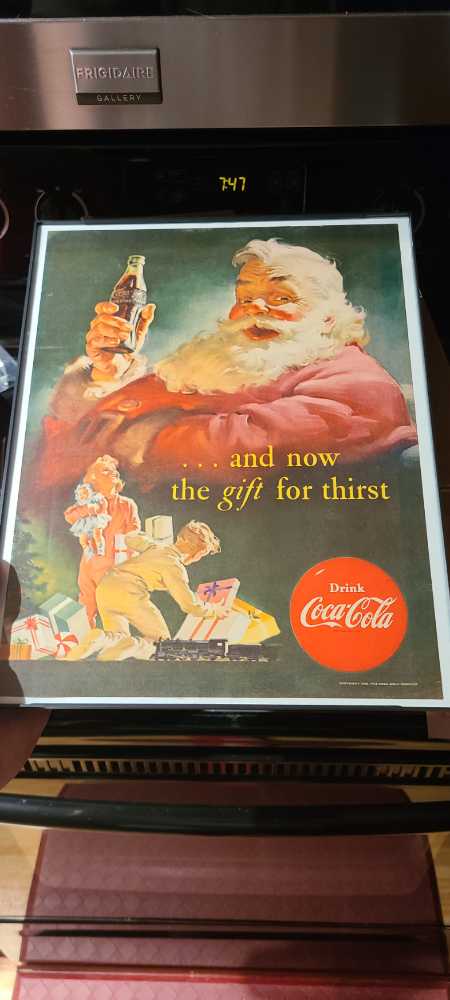 FRIGIDAIRE
GALLERY
7:47
. . . and now
the gift for thirst
Drink
Coca-Cola